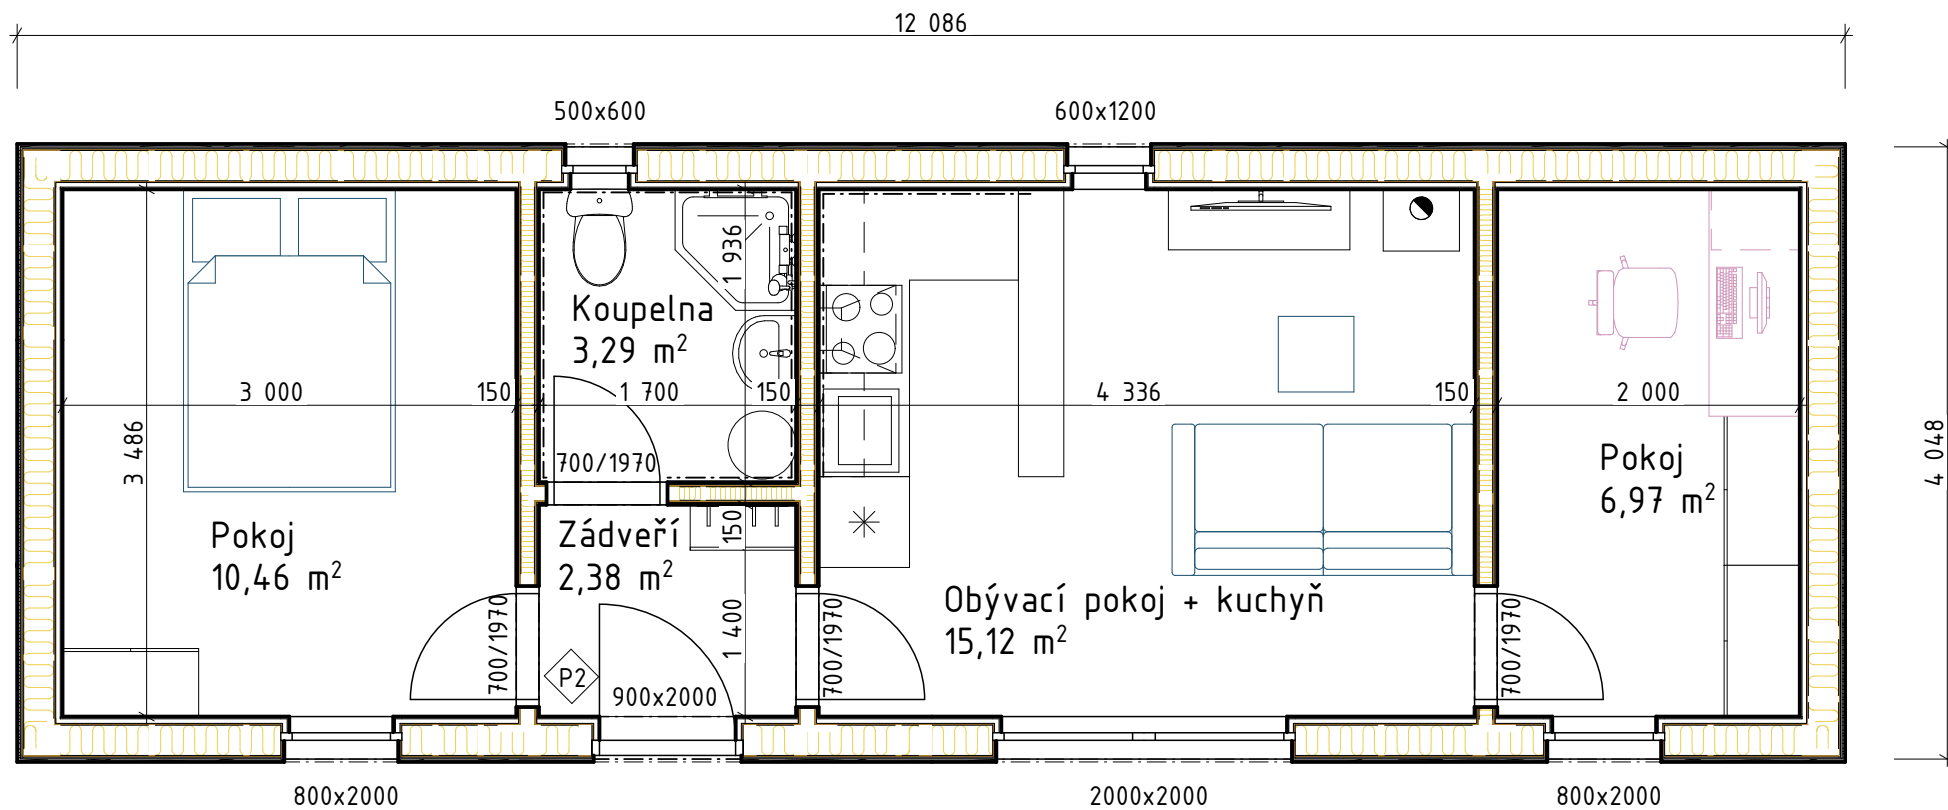 12 086
500x600
600x1200
1 936
Koupelna
3,29 m²
3 000
150
1 700
150
4 336
150
2 000
3 486
4 048
700/1970
Pokoj
6,97 m²
Pokoj
10,46 m²
Zádveří
2,38 m²
150
Obývací pokoj + kuchyň
15,12 m²
700/1970
1 400
700/1970
700/1970
P2
900x2000
800x2000
2000x2000
800x2000